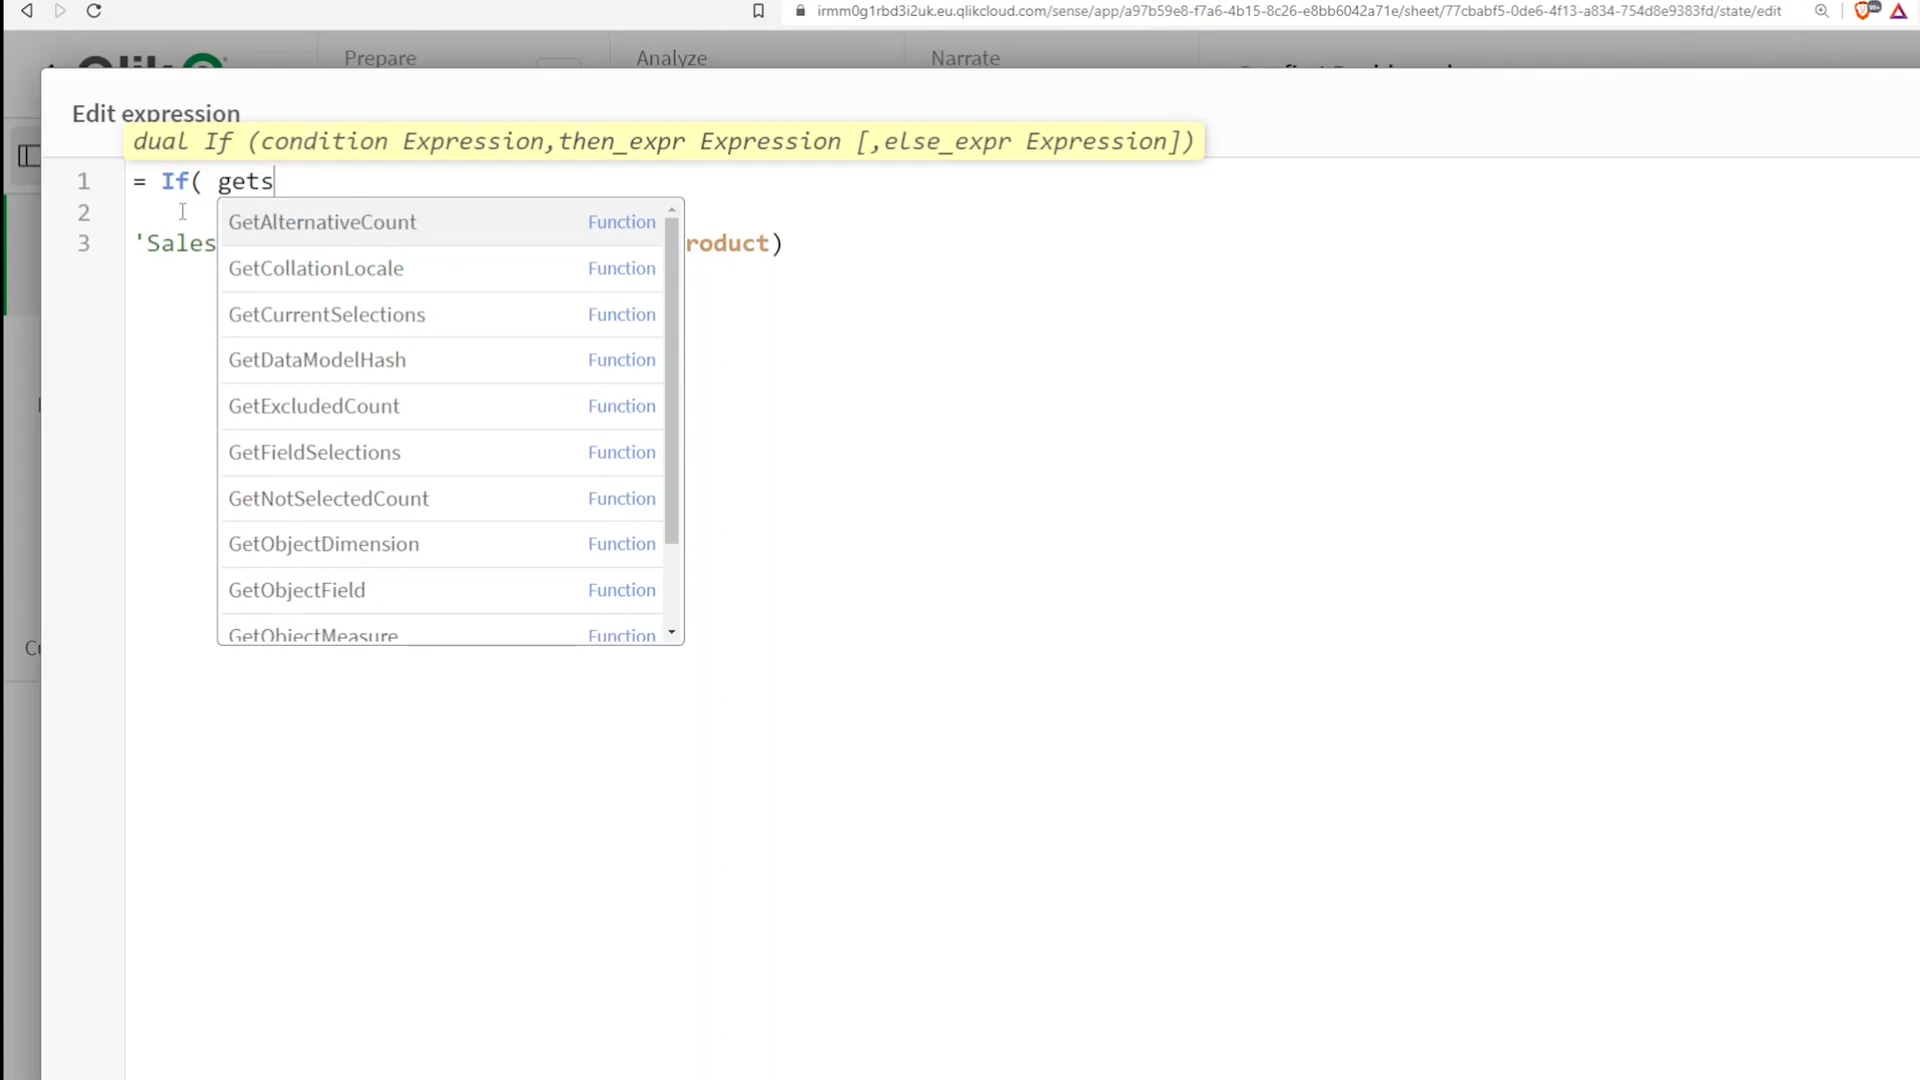 irmm0g1rbd3i2uk.eu.qlikcloud.com/sense/app/a97b59e8-f7a6-4b15-8c26-e8bb6042a71e/sheet/77cbabf5-0de6-4f13-a834-754d8e9383fd/state/edit
Prepare
Analyze
Narrate
Edit expression
dual If (condition Expression,then_expr Expression [,else_expr Expression])
1 = If( gets
2
3 'Sales roduct)
GetAlternativeCount Function
GetCollationLocale Function
GetCurrentSelections Function
GetDataModelHash Function
GetExcludedCount Function
GetFieldSelections Function
GetNotSelectedCount Function
GetObjectDimension Function
GetObjectField Function
GetObjectMeasure Function
Cu